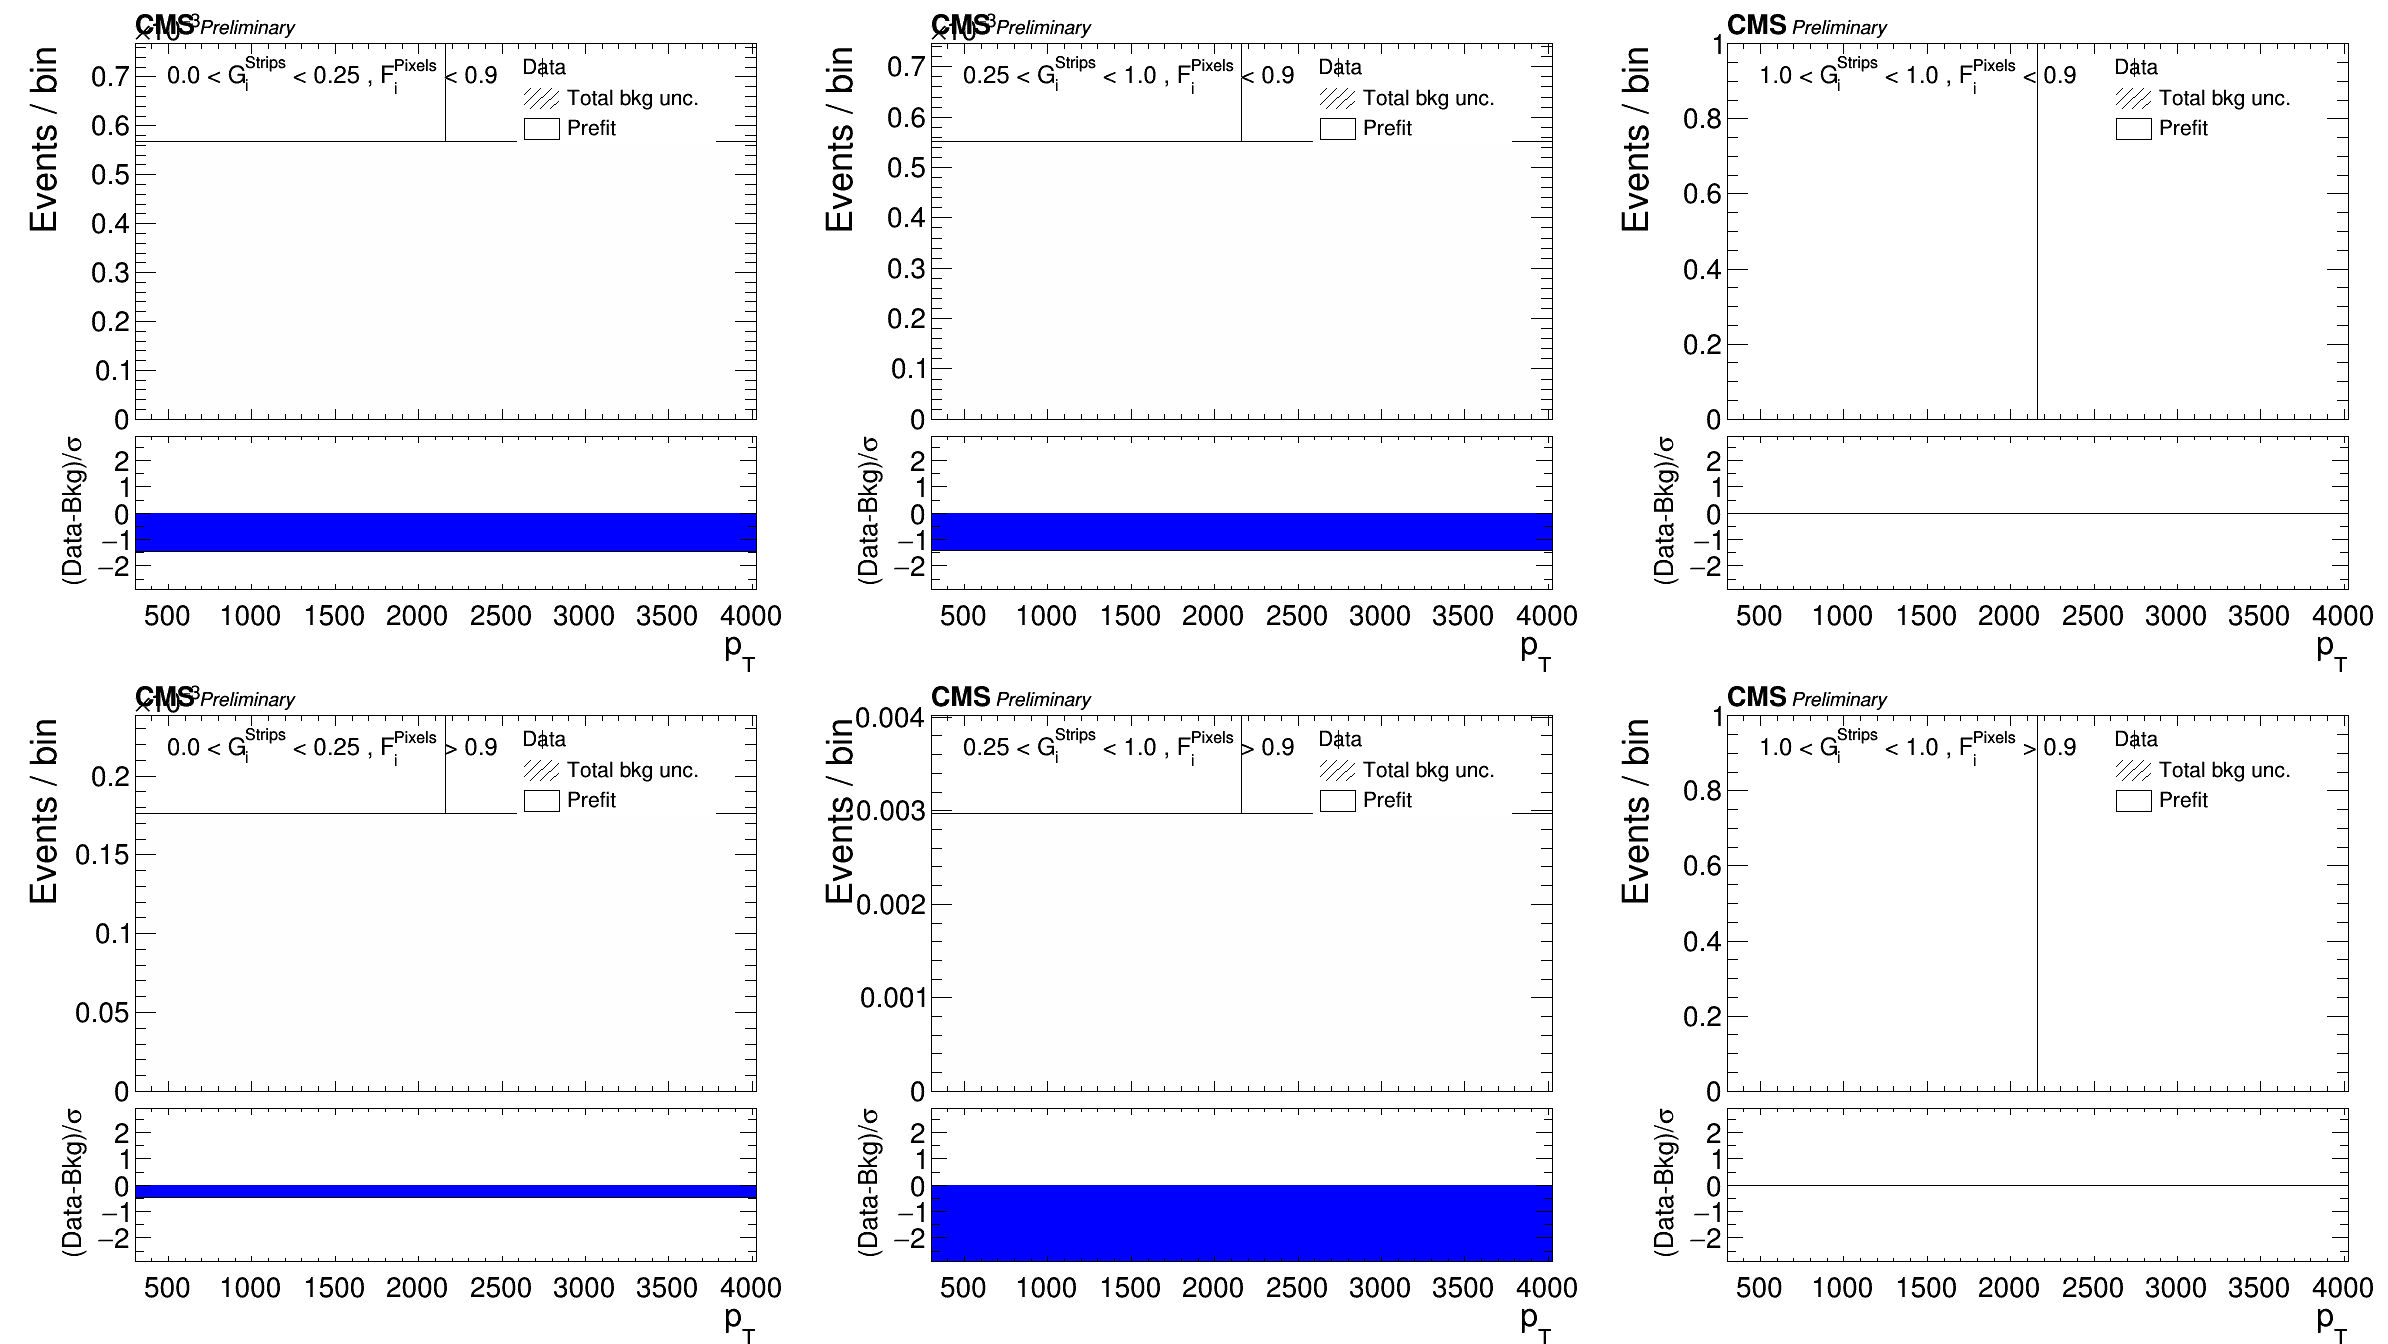 CMS Preliminary
×10⁻³
Events / bin
0.0 < G_i^Strips < 0.25 , F_i^Pixels < 0.9
Data
Total bkg unc.
Prefit
0.7
0.6
0.5
0.4
0.3
0.2
0.1
0
(Data-Bkg)/σ
2
1
0
−1
−2
500 1000 1500 2000 2500 3000 3500 4000
p_T
CMS Preliminary
×10⁻³
Events / bin
0.25 < G_i^Strips < 1.0 , F_i^Pixels < 0.9
Data
Total bkg unc.
Prefit
0.7
0.6
0.5
0.4
0.3
0.2
0.1
0
(Data-Bkg)/σ
2
1
0
−1
−2
500 1000 1500 2000 2500 3000 3500 4000
p_T
CMS Preliminary
Events / bin
1.0 < G_i^Strips < 1.0 , F_i^Pixels < 0.9
Data
Total bkg unc.
Prefit
1
0.8
0.6
0.4
0.2
0
(Data-Bkg)/σ
2
1
0
−1
−2
500 1000 1500 2000 2500 3000 3500 4000
p_T
CMS Preliminary
×10⁻³
Events / bin
0.0 < G_i^Strips < 0.25 , F_i^Pixels > 0.9
Data
Total bkg unc.
Prefit
0.2
0.15
0.1
0.05
0
(Data-Bkg)/σ
2
1
0
−1
−2
500 1000 1500 2000 2500 3000 3500 4000
p_T
CMS Preliminary
Events / bin
0.25 < G_i^Strips < 1.0 , F_i^Pixels > 0.9
Data
Total bkg unc.
Prefit
0.004
0.003
0.002
0.001
0
(Data-Bkg)/σ
2
1
0
−1
−2
500 1000 1500 2000 2500 3000 3500 4000
p_T
CMS Preliminary
Events / bin
1.0 < G_i^Strips < 1.0 , F_i^Pixels > 0.9
Data
Total bkg unc.
Prefit
1
0.8
0.6
0.4
0.2
0
(Data-Bkg)/σ
2
1
0
−1
−2
500 1000 1500 2000 2500 3000 3500 4000
p_T